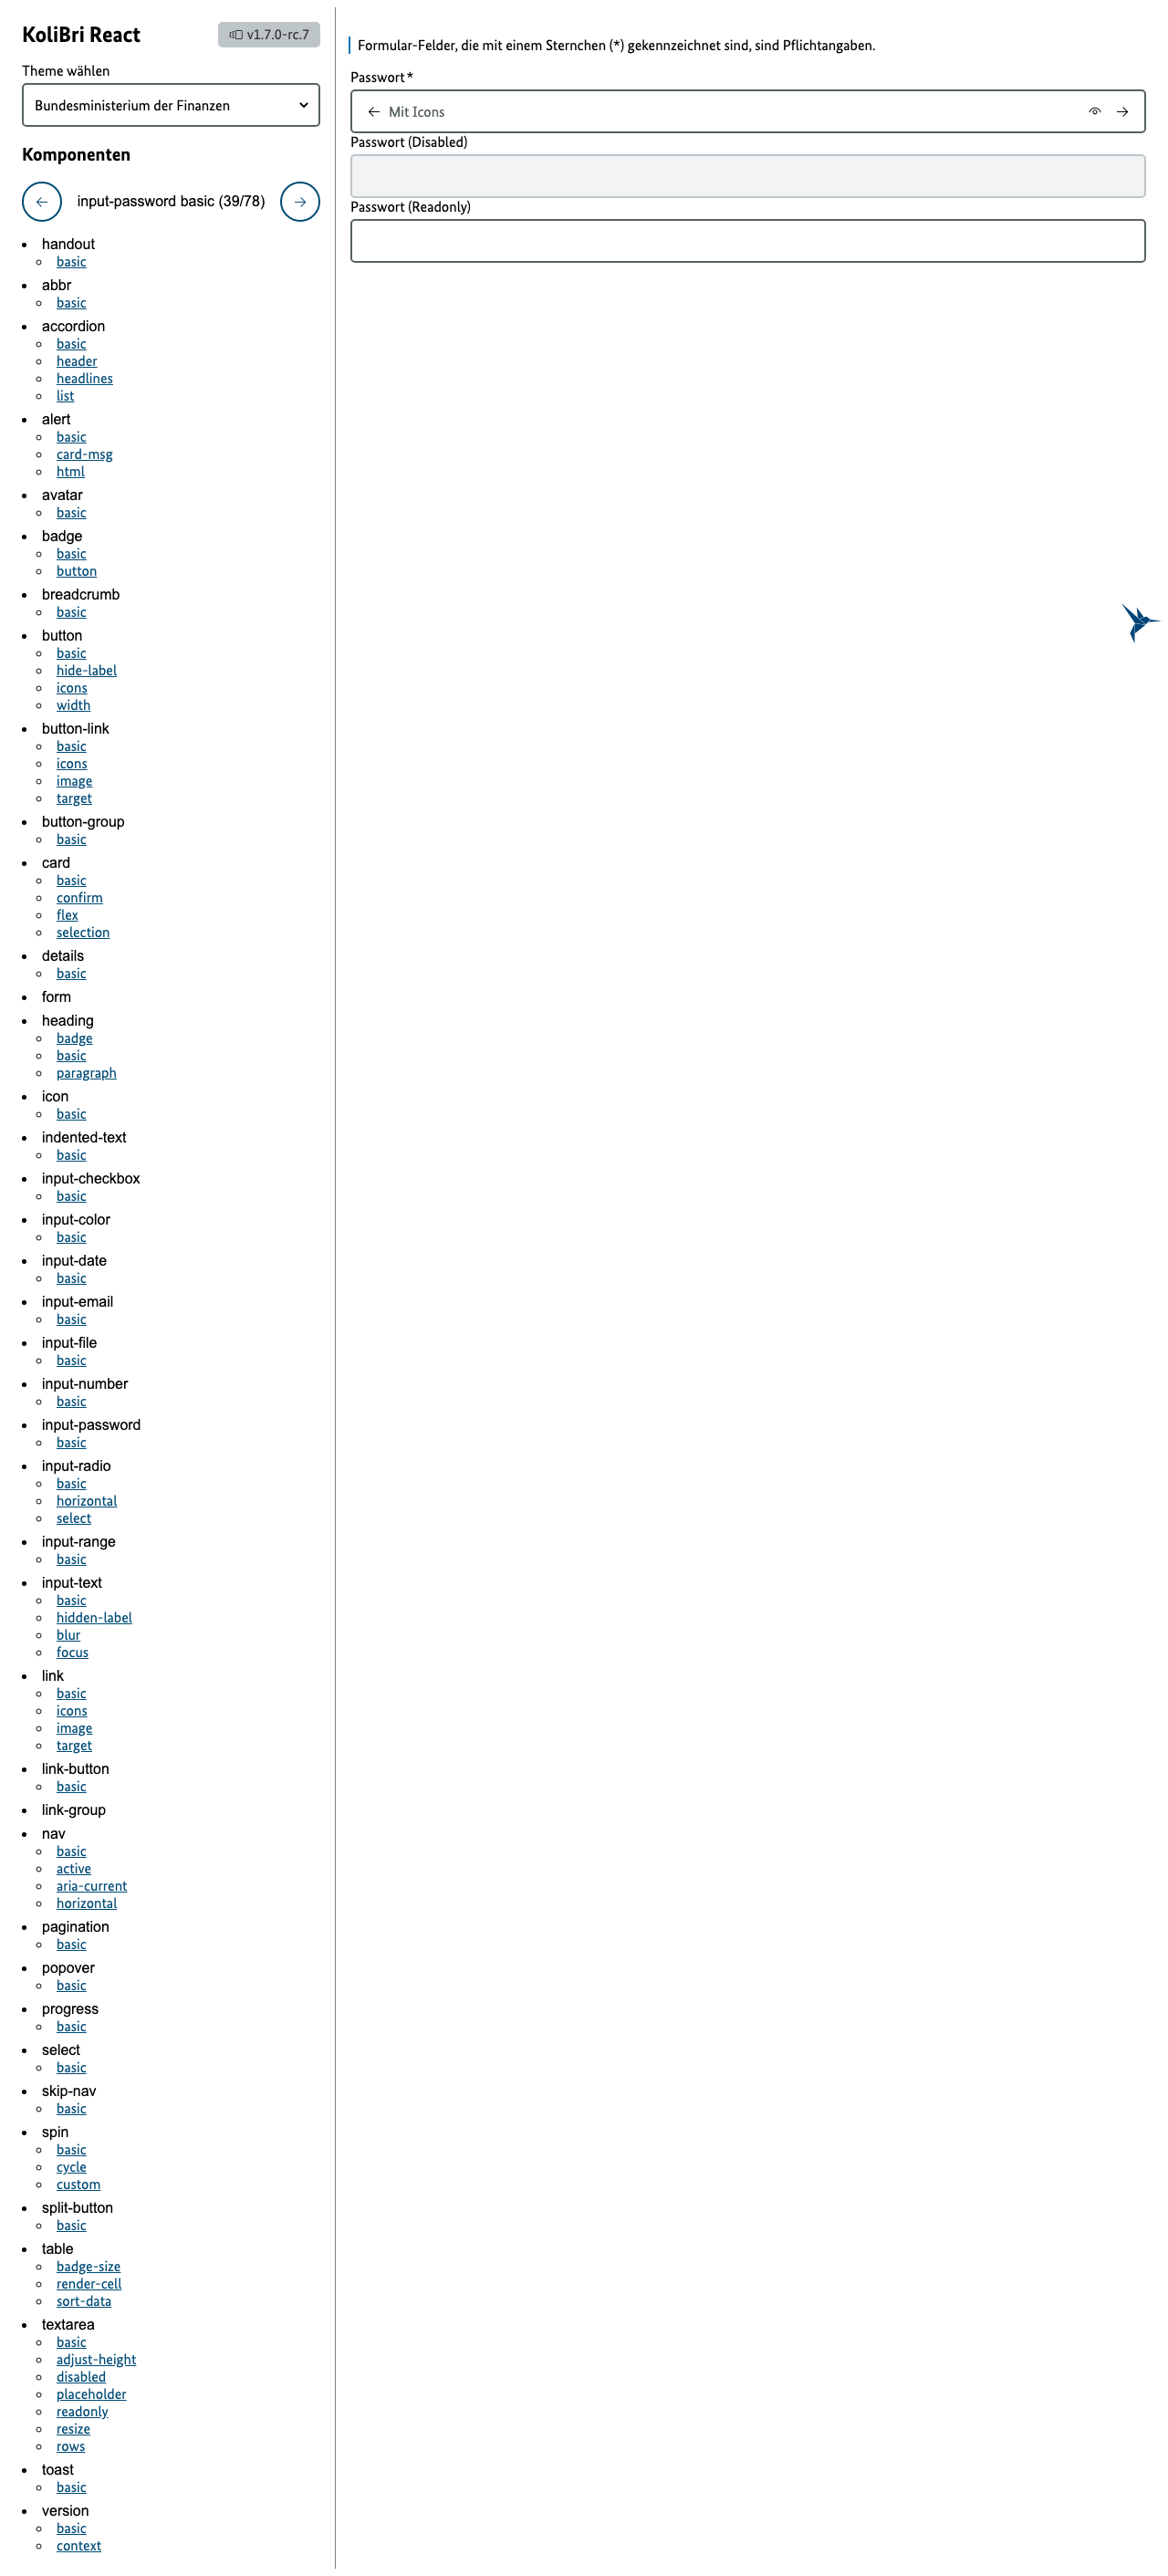 KoliBri React
v1.7.0-rc.7
Theme wählen
Bundesministerium der Finanzen
Komponenten
input-password basic (39/78)
handout
basic
abbr
basic
accordion
basic
header
headlines
list
alert
basic
card-msg
html
avatar
basic
badge
basic
button
breadcrumb
basic
button
basic
hide-label
icons
width
button-link
basic
icons
image
target
button-group
basic
card
basic
confirm
flex
selection
details
basic
form
heading
badge
basic
paragraph
icon
basic
indented-text
basic
input-checkbox
basic
input-color
basic
input-date
basic
input-email
basic
input-file
basic
input-number
basic
input-password
basic
input-radio
basic
horizontal
select
input-range
basic
input-text
basic
hidden-label
blur
focus
link
basic
icons
image
target
link-button
basic
link-group
nav
basic
active
aria-current
horizontal
pagination
basic
popover
basic
progress
basic
select
basic
skip-nav
basic
spin
basic
cycle
custom
split-button
basic
table
badge-size
render-cell
sort-data
textarea
basic
adjust-height
disabled
placeholder
readonly
resize
rows
toast
basic
version
basic
context
Formular-Felder, die mit einem Sternchen (*) gekennzeichnet sind, sind Pflichtangaben.
Passwort*
Mit Icons
Passwort (Disabled)
Passwort (Readonly)